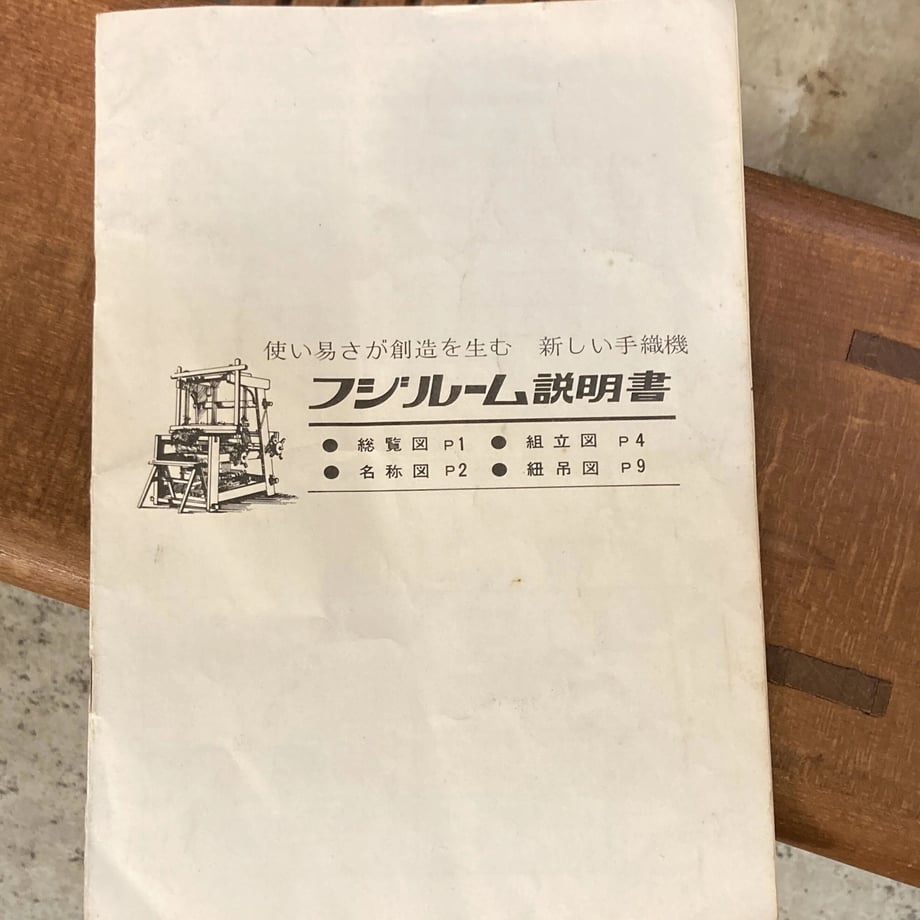 使い易さが創造を生む 新しい手織機
フジルーム説明書
● 総覧図 P1 ● 組立図 P4
● 名称図 P2 ● 紐吊図 P9